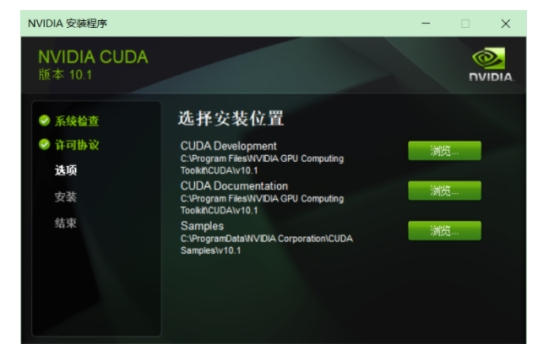 NVIDIA 安装程序
NVIDIA CUDA
版本 10.1
NVIDIA.
系统检查
许可协议
选项
安装
结束
选择安装位置
CUDA Development
C:\Program Files\NVIDIA GPU Computing
Toolkit\CUDA\v10.1
浏览...
CUDA Documentation
C:\Program Files\NVIDIA GPU Computing
Toolkit\CUDA\v10.1
浏览...
Samples
C:\ProgramData\NVIDIA Corporation\CUDA
Samples\v10.1
浏览...